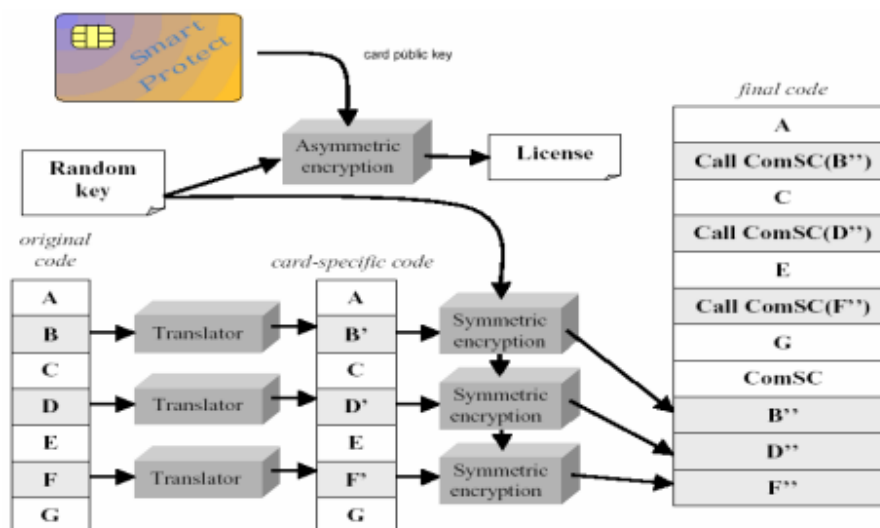 Smart
Protect
card públic key
final code
A
Call ComSC(B’’)
C
Call ComSC(D’’)
E
Call ComSC(F’’)
G
ComSC
B’’
D’’
F’’
Asymmetric
encryption
License
Random
key
original
code
A
B
C
D
E
F
G
Translator
Translator
Translator
card-specific code
A
B’
C
D’
E
F’
G
Symmetric
encryption
Symmetric
encryption
Symmetric
encryption